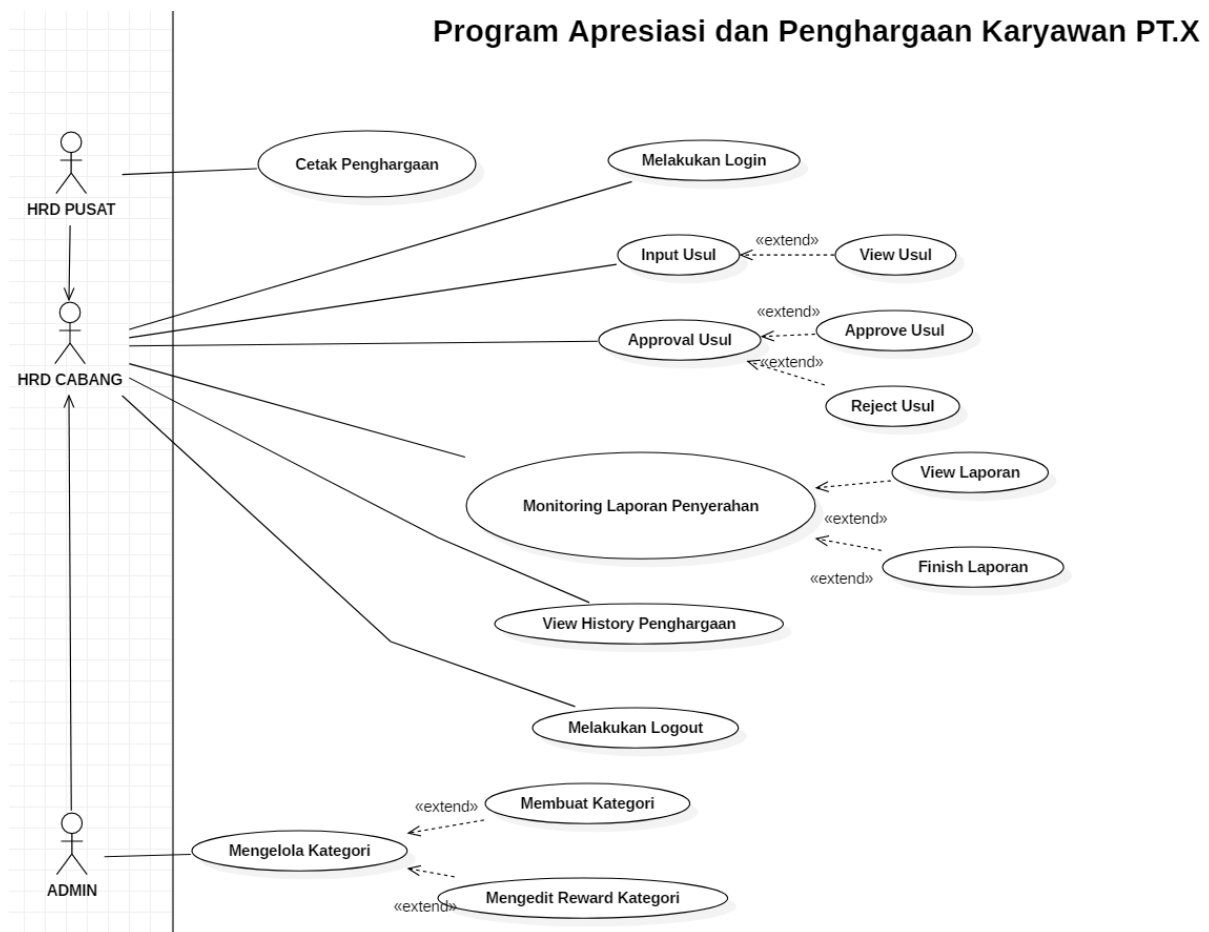 Program Apresiasi dan Penghargaan Karyawan PT.X
HRD PUSAT
Cetak Penghargaan
Melakukan Login
Input Usul
«extend»
View Usul
HRD CABANG
Approval Usul
«extend»
Approve Usul
«extend»
Reject Usul
Monitoring Laporan Penyerahan
View Laporan
«extend»
Finish Laporan
«extend»
View History Penghargaan
Melakukan Logout
ADMIN
Mengelola Kategori
«extend»
Membuat Kategori
«extend»
Mengedit Reward Kategori